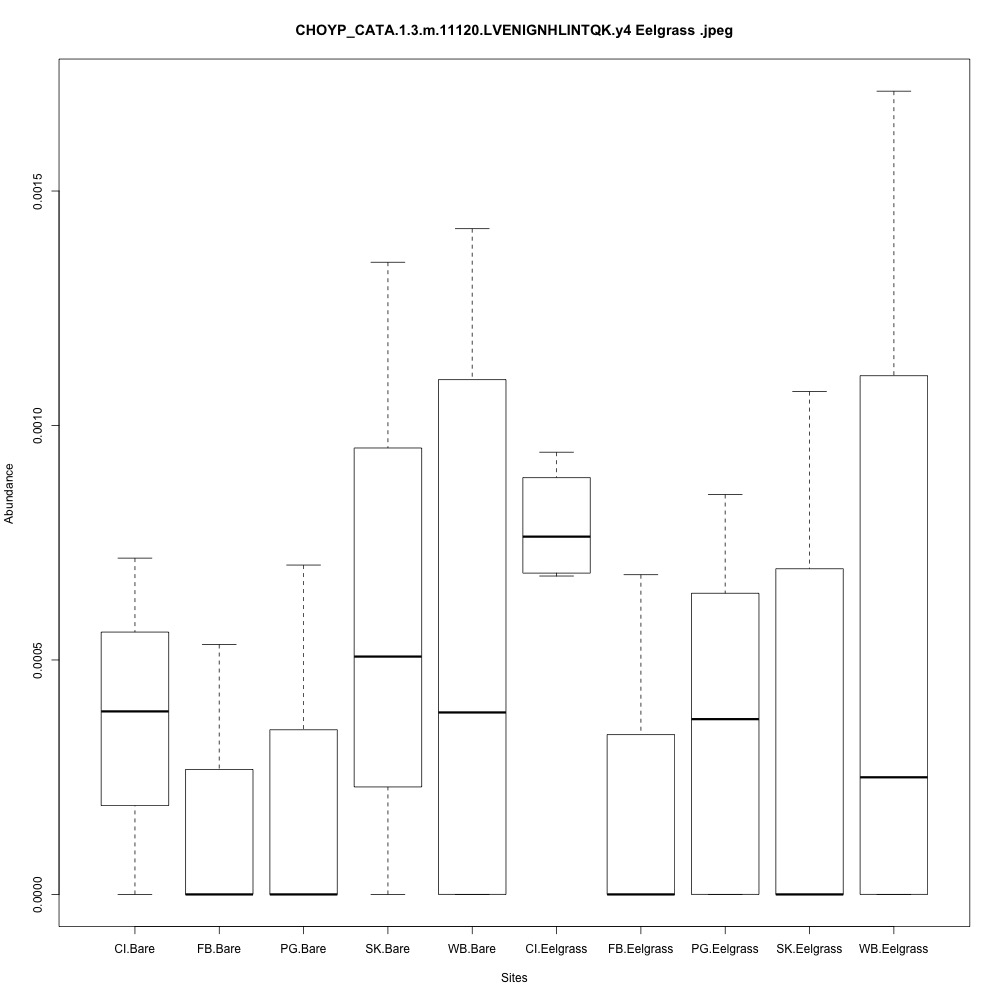 CHOYP_CATA.1.3.m.11120.LVENIGNHLINTQK.y4 Eelgrass .jpeg
Abundance
0.0015
0.0010
0.0005
0.0000
CI.Bare FB.Bare PG.Bare SK.Bare WB.Bare CI.Eelgrass FB.Eelgrass PG.Eelgrass SK.Eelgrass WB.Eelgrass
Sites